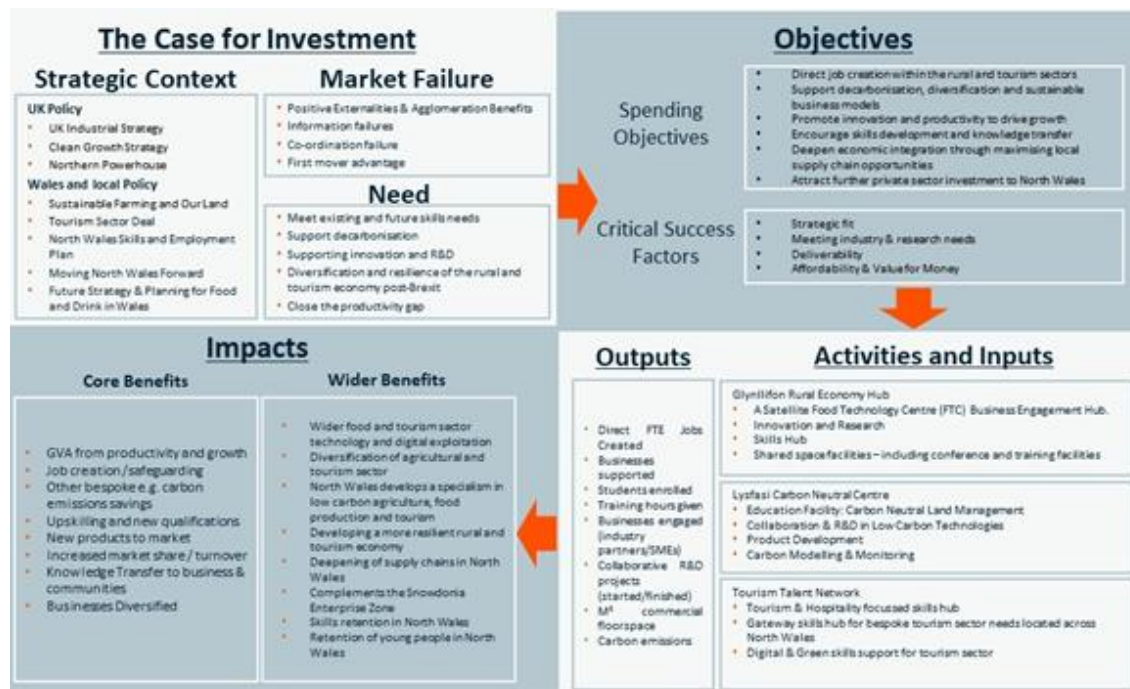 The Case for Investment
Strategic Context
UK Policy
UK Industrial Strategy
Clean Growth Strategy
Northern Powerhouse
Wales and local Policy
Sustainable Farming and Our Land
Tourism Sector Deal
North Wales Skills and Employment
Plan
Moving North Wales Forward
Future Strategy & Planning for Food
and Drink in Wales
Market Failure
Positive Externalities & Agglomeration Benefits
Information failures
Co-ordination failure
First mover advantage
Need
Meet existing and future skills needs
Support decarbonisation
Supporting innovation and R&D
Diversification and resilience of the rural and
tourism economy post-Brexit
Close the productivity gap
Objectives
Spending
Objectives
Direct job creation within the rural and tourism sectors
Support decarbonisation, diversification and sustainable
business models
Promote innovation and productivity to drive growth
Encourage skills development and knowledge transfer
Deepen economic integration through maximising local
supply chain opportunities
Attract further private sector investment to North Wales
Critical Success
Factors
Strategic fit
Meeting industry & research needs
Deliverability
Affordability & Value for Money
Impacts
Core Benefits
GVA from productivity and growth
Job creation/safeguarding
Other bespoke e.g. carbon
emissions savings
Upskilling and new qualifications
New products to market
Increased market share / turnover
Knowledge Transfer to business &
communities
Businesses Diversified
Wider Benefits
Wider food and tourism sector
technology and digital exploitation
Diversification of agricultural and
tourism sector
North Wales develops a specialism in
low carbon agriculture, food
production and tourism
Developing a more resilient rural and
tourism economy
Deepening of supply chains in North
Wales
Complements the Snowdonia
Enterprise Zone
Skills retention in North Wales
Retention of young people in North
Wales
Outputs
Direct FTE Jobs
Created
Businesses
supported
Students enrolled
Training hours given
Businesses engaged
(industry
partners/SMEs)
Collaborative R&D
projects
(started/finished)
M² commercial
floorspace
Carbon emissions
Activities and Inputs
Glynllifon Rural Economy Hub
A Satellite Food Technology Centre (FTC) Business Engagement Hub.
Innovation and Research
Skills Hub
Shared space facilities – including conference and training facilities
Lysfasi Carbon Neutral Centre
Education Facility: Carbon Neutral Land Management
Collaboration & R&D in Low Carbon Technologies
Product Development
Carbon Modelling & Monitoring
Tourism Talent Network
Tourism & Hospitality focussed skills hub
Gateway skills hub for bespoke tourism sector needs located across
North Wales
Digital & Green skills support for tourism sector